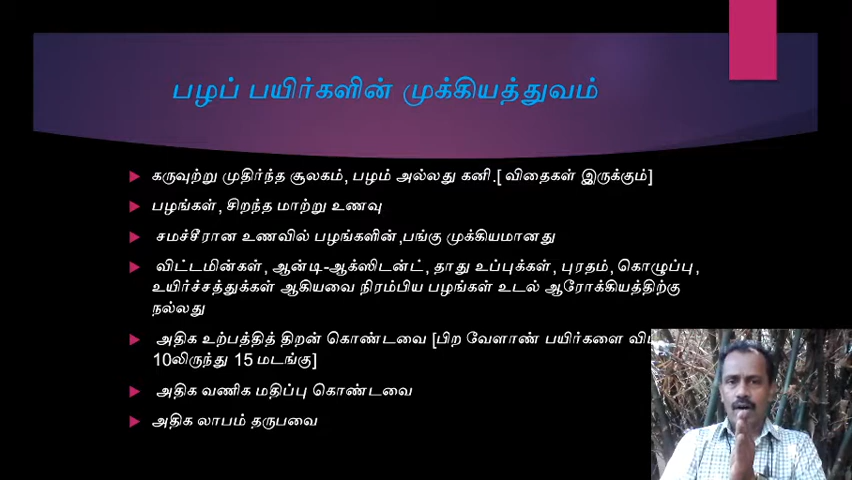 பழப் பயிர்களின் முக்கியத்துவம்
கருவுற்று முதிர்ந்த சூலகம், பழம் அல்லது கனி.[ விதைகள் இருக்கும்]
பழங்கள், சிறந்த மாற்று உணவு
சமச்சீரான உணவில் பழங்களின்,பங்கு முக்கியமானது
விட்டமின்கள், ஆன்டி-ஆக்ஸிடன்ட், தாது உப்புக்கள், புரதம், கொழுப்பு,
உயிர்ச்சத்துக்கள் ஆகியவை நிரம்பிய பழங்கள் உடல் ஆரோக்கியத்திற்கு
நல்லது
அதிக உற்பத்தித் திறன் கொண்டவை [பிற வேளாண் பயிர்களை
10லிருந்து 15 மடங்கு]
அதிக வணிக மதிப்பு கொண்டவை
அதிக லாபம் தருபவை